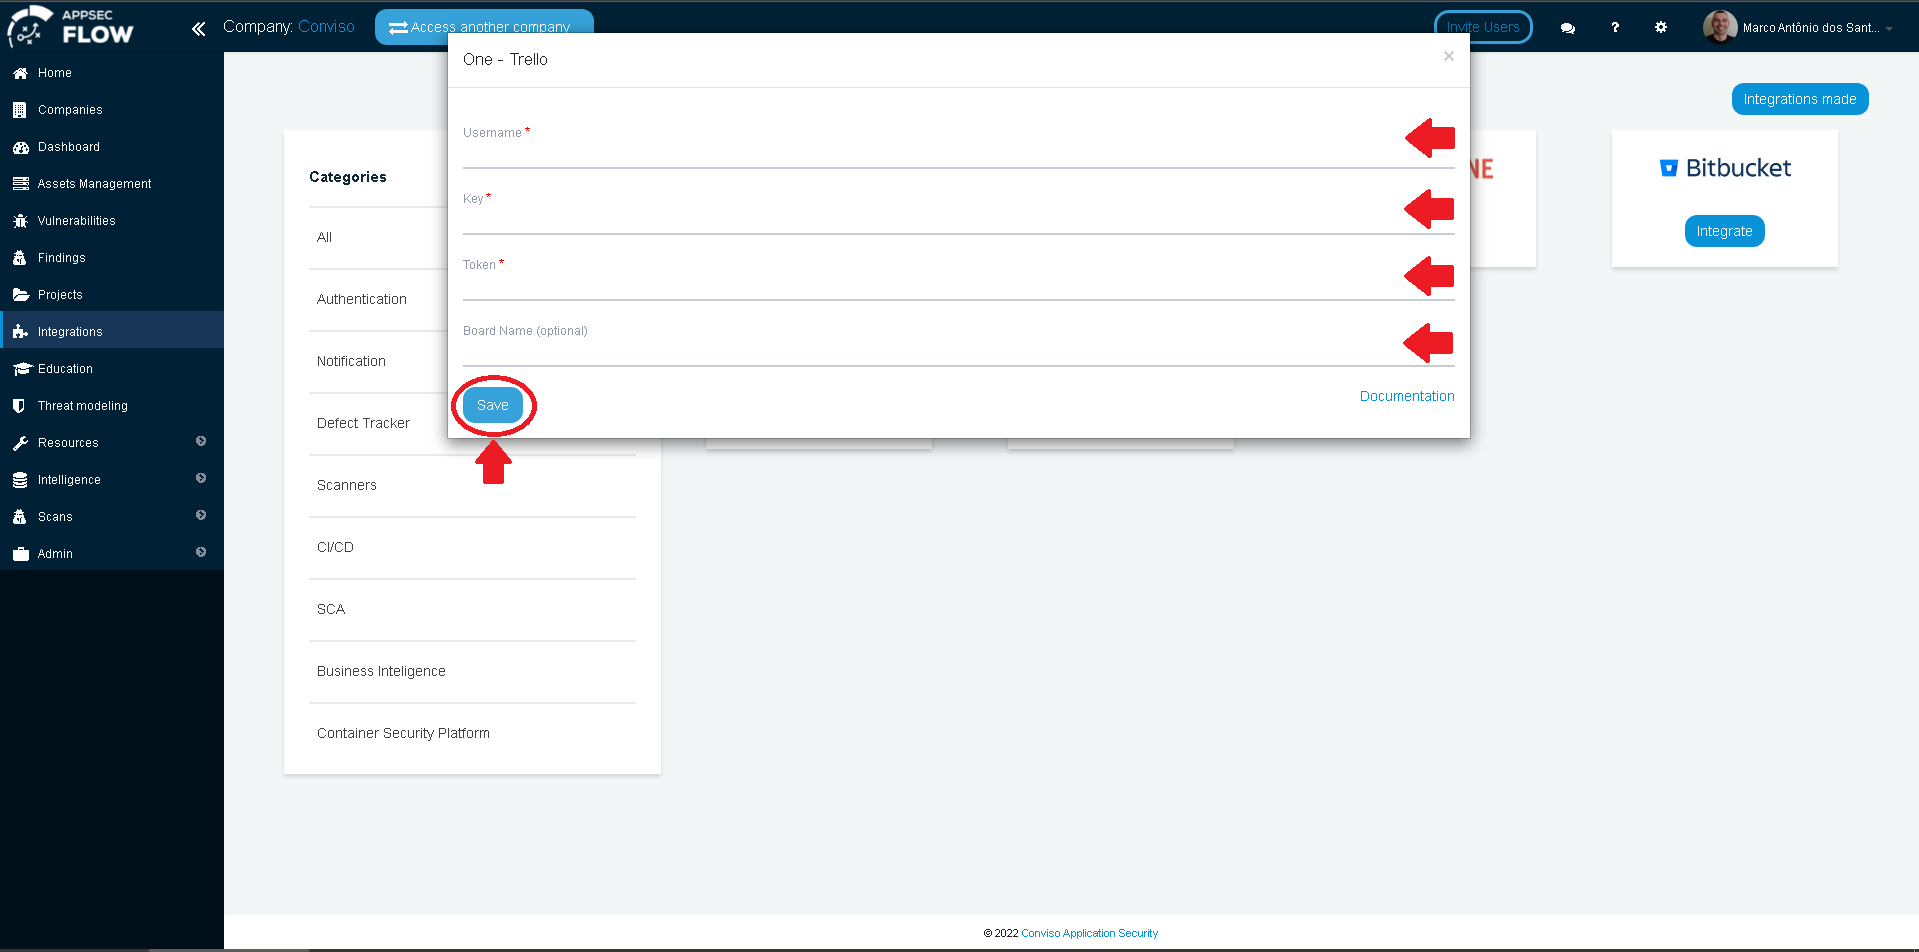 APPSEC
FLOW
Company: Conviso
Access another company
Invite Users
?
Marco Antônio dos Sant...
Home
Companies
Dashboard
Assets Management
Vulnerabilities
Findings
Projects
Integrations
Education
Threat modeling
Resources
Intelligence
Scans
Admin
One - Trello
×
Username *
Key *
Token *
Board Name (optional)
Save
Documentation
Integrations made
Categories
All
Authentication
Notification
Defect Tracker
Scanners
CI/CD
SCA
Business Inteligence
Container Security Platform
NE
Bitbucket
Integrate
© 2022 Conviso Application Security